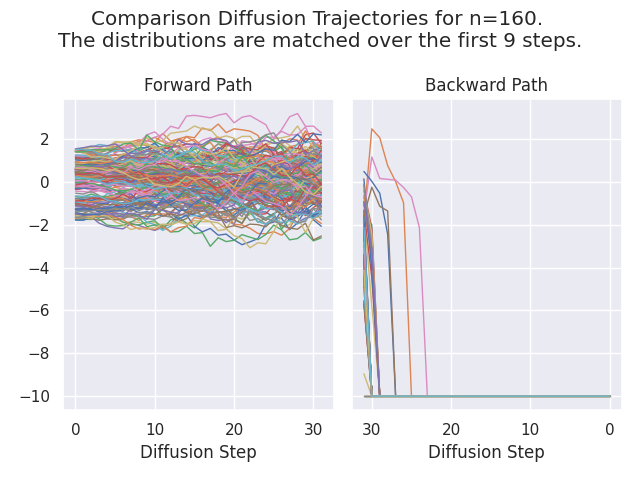 Comparison Diffusion Trajectories for n=160.
The distributions are matched over the first 9 steps.
Forward Path
Backward Path
2
0
−2
−4
−6
−8
−10
0 10 20 30
30 20 10 0
Diffusion Step
Diffusion Step